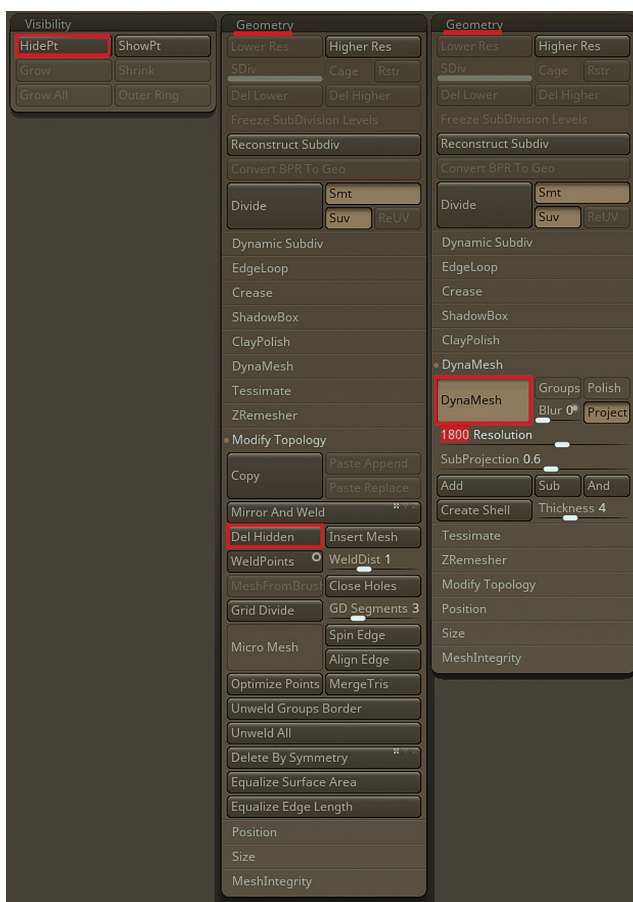 Visibility
HidePt ShowPt
Grow Shrink
Grow All Outer Ring
Geometry
Lower Res Higher Res
SDiv Cage Rstr
Del Lower Del Higher
Freeze SubDivision Levels
Reconstruct Subdiv
Convert BPR To Geo
Divide Smt
Suv ReUV
Dynamic Subdiv
EdgeLoop
Crease
ShadowBox
ClayPolish
DynaMesh
Tessimate
ZRemesher
Modify Topology
Copy Paste Append
Paste Replace
Mirror And Weld
Del Hidden Insert Mesh
WeldPoints WeldDist 1
MeshFromBrush Close Holes
Grid Divide GD Segments 3
Micro Mesh Spin Edge
Align Edge
Optimize Points MergeTris
Unweld Groups Border
Unweld All
Delete By Symmetry
Equalize Surface Area
Equalize Edge Length
Position
Size
MeshIntegrity
Geometry
Lower Res Higher Res
SDiv Cage Rstr
Del Lower Del Higher
Freeze SubDivision Levels
Reconstruct Subdiv
Convert BPR To Geo
Divide Smt
Suv ReUV
Dynamic Subdiv
EdgeLoop
Crease
ShadowBox
ClayPolish
DynaMesh
DynaMesh Groups Polish
Blur 0 Project
1800 Resolution
SubProjection 0.6
Add Sub And
Create Shell Thickness 4
Tessimate
ZRemesher
Modify Topology
Position
Size
MeshIntegrity